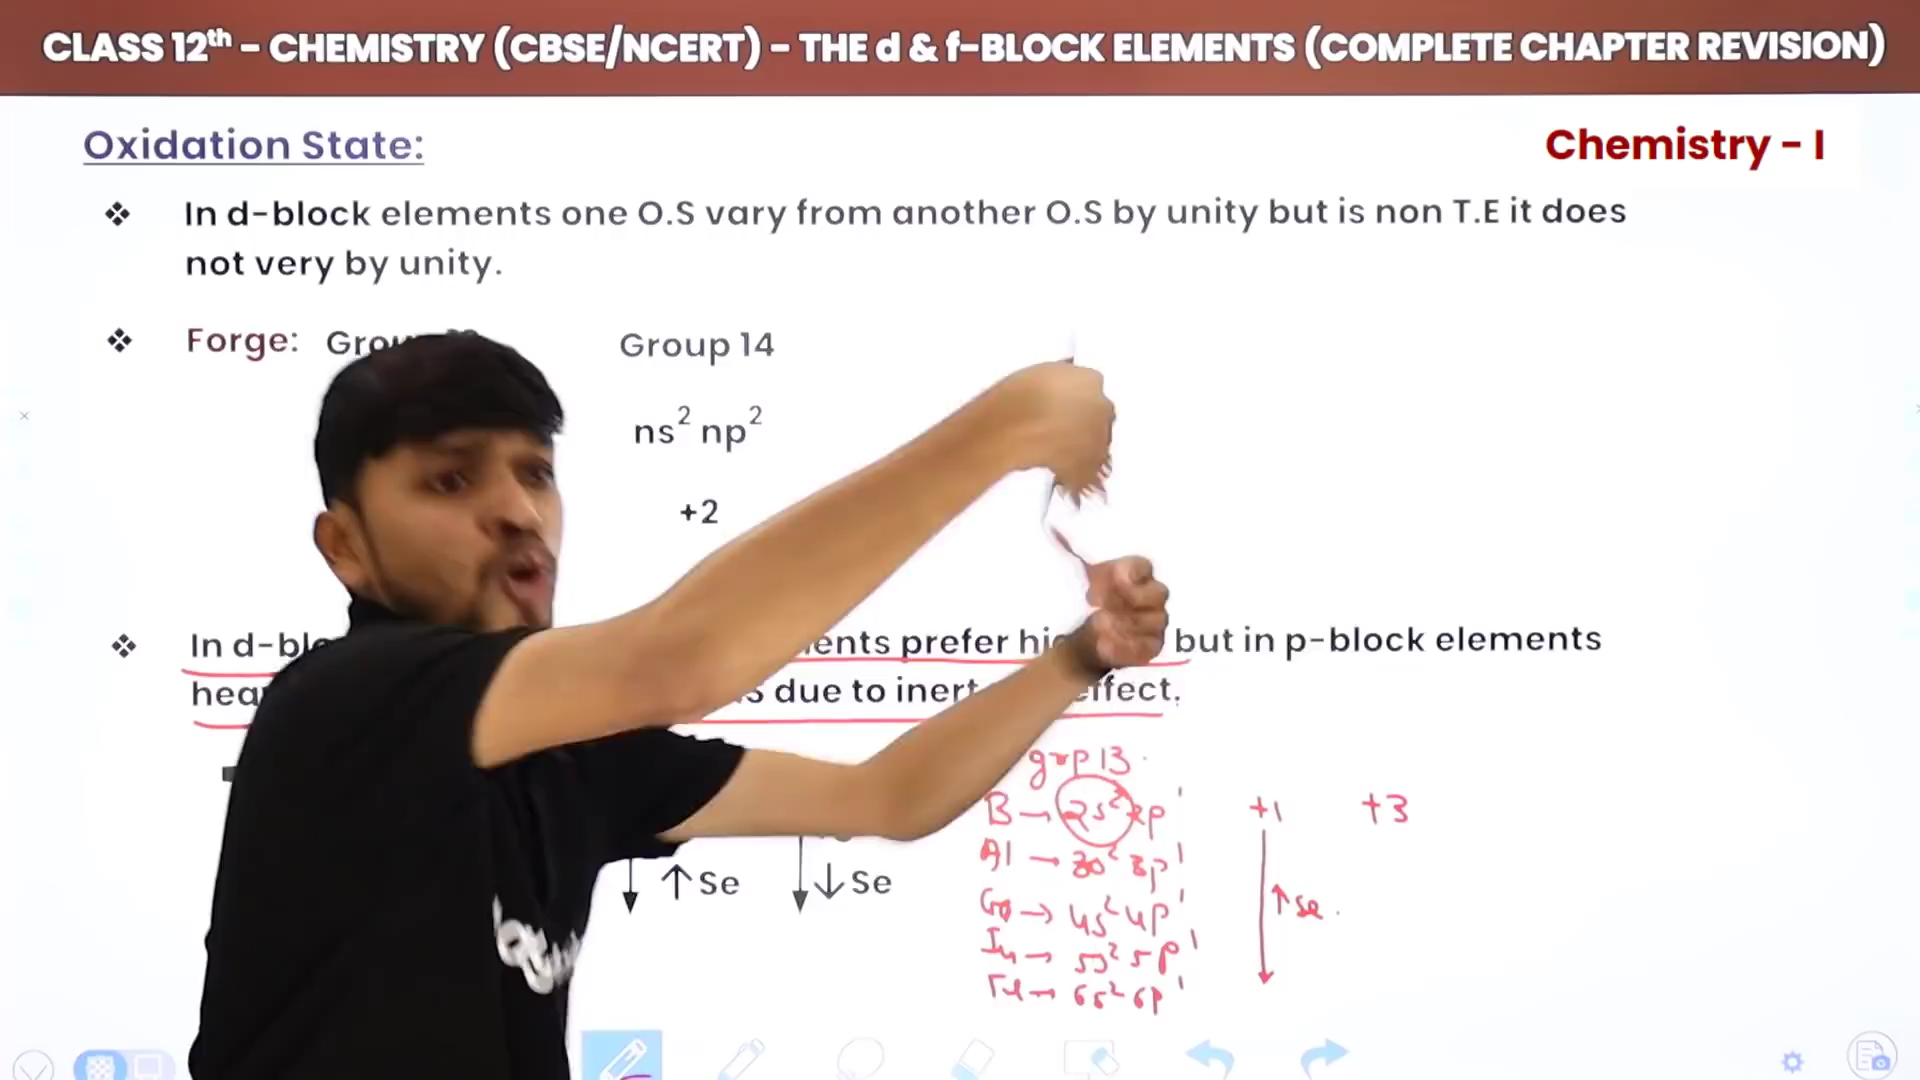 CLASS 12th - CHEMISTRY (CBSE/NCERT) - THE d & f-BLOCK ELEMENTS (COMPLETE CHAPTER REVISION)
Oxidation State:
Chemistry - I
❖ In d-block elements one O.S vary from another O.S by unity but is non T.E it does
not very by unity.
❖ Forge: Group 14
ns² np²
+2
❖ In prefer but in p-block elements
due to inert
grp 13
B → 2s² 2p¹ +1 +3
Al → 3s² 3p¹
↑ Se ↓ Se
Ga → 4s² 4p¹ ↑ Se.
In → 5s² 5p¹
Tl → 6s² 6p¹